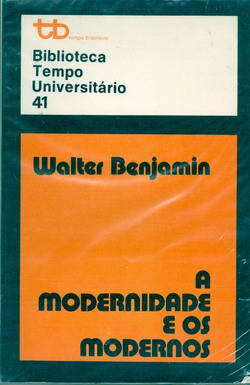 tb
tempo brasileiro
Biblioteca
Tempo
Universitário
41
Walter Benjamin
A
MODERNIDADE
E OS
MODERNOS